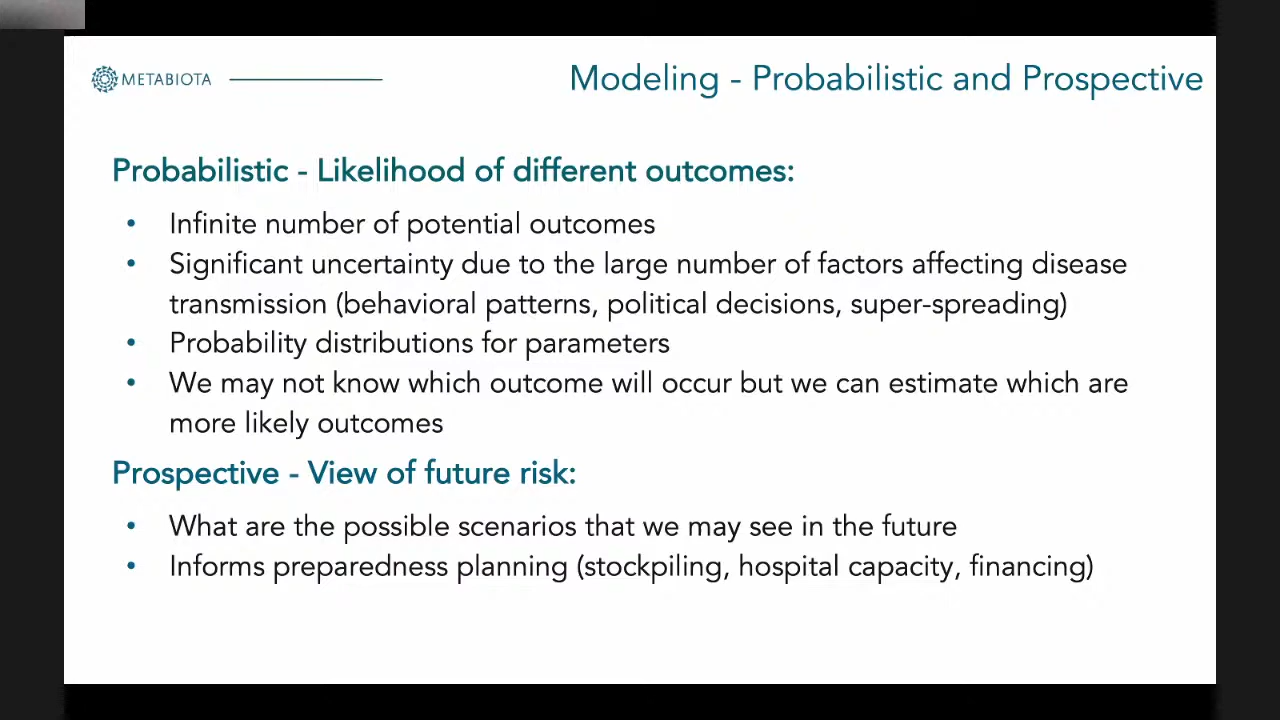 METABIOTA
Modeling - Probabilistic and Prospective
Probabilistic - Likelihood of different outcomes:
• Infinite number of potential outcomes
• Significant uncertainty due to the large number of factors affecting disease
transmission (behavioral patterns, political decisions, super-spreading)
• Probability distributions for parameters
• We may not know which outcome will occur but we can estimate which are
more likely outcomes
Prospective - View of future risk:
• What are the possible scenarios that we may see in the future
• Informs preparedness planning (stockpiling, hospital capacity, financing)